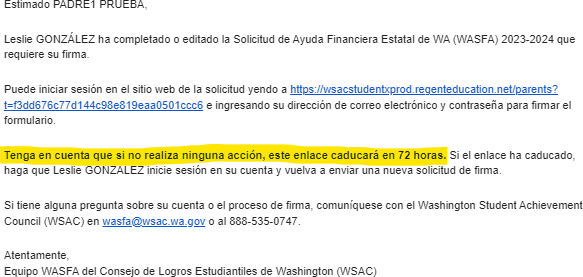 Estimado PADRE1 PRUEBA,
Leslie GONZÁLEZ ha completado o editado la Solicitud de Ayuda Financiera Estatal de WA (WASFA) 2023-2024 que
requiere su firma.
Puede iniciar sesión en el sitio web de la solicitud yendo a https://wsacstudentxprod.regenteducation.net/parents?
t=f3dd676c77d144c98e819eaa0501ccc6 e ingresando su dirección de correo electrónico y contraseña para firmar el
formulario.
Tenga en cuenta que si no realiza ninguna acción, este enlace caducará en 72 horas. Si el enlace ha caducado,
haga que Leslie GONZÁLEZ inicie sesión en su cuenta y vuelva a enviar una nueva solicitud de firma.
Si tiene alguna pregunta sobre su cuenta o el proceso de firma, comuníquese con el Washington Student Achievement
Council (WSAC) en wasfa@wsac.wa.gov o al 888-535-0747.
Atentamente,
Equipo WASFA del Consejo de Logros Estudiantiles de Washington (WSAC)